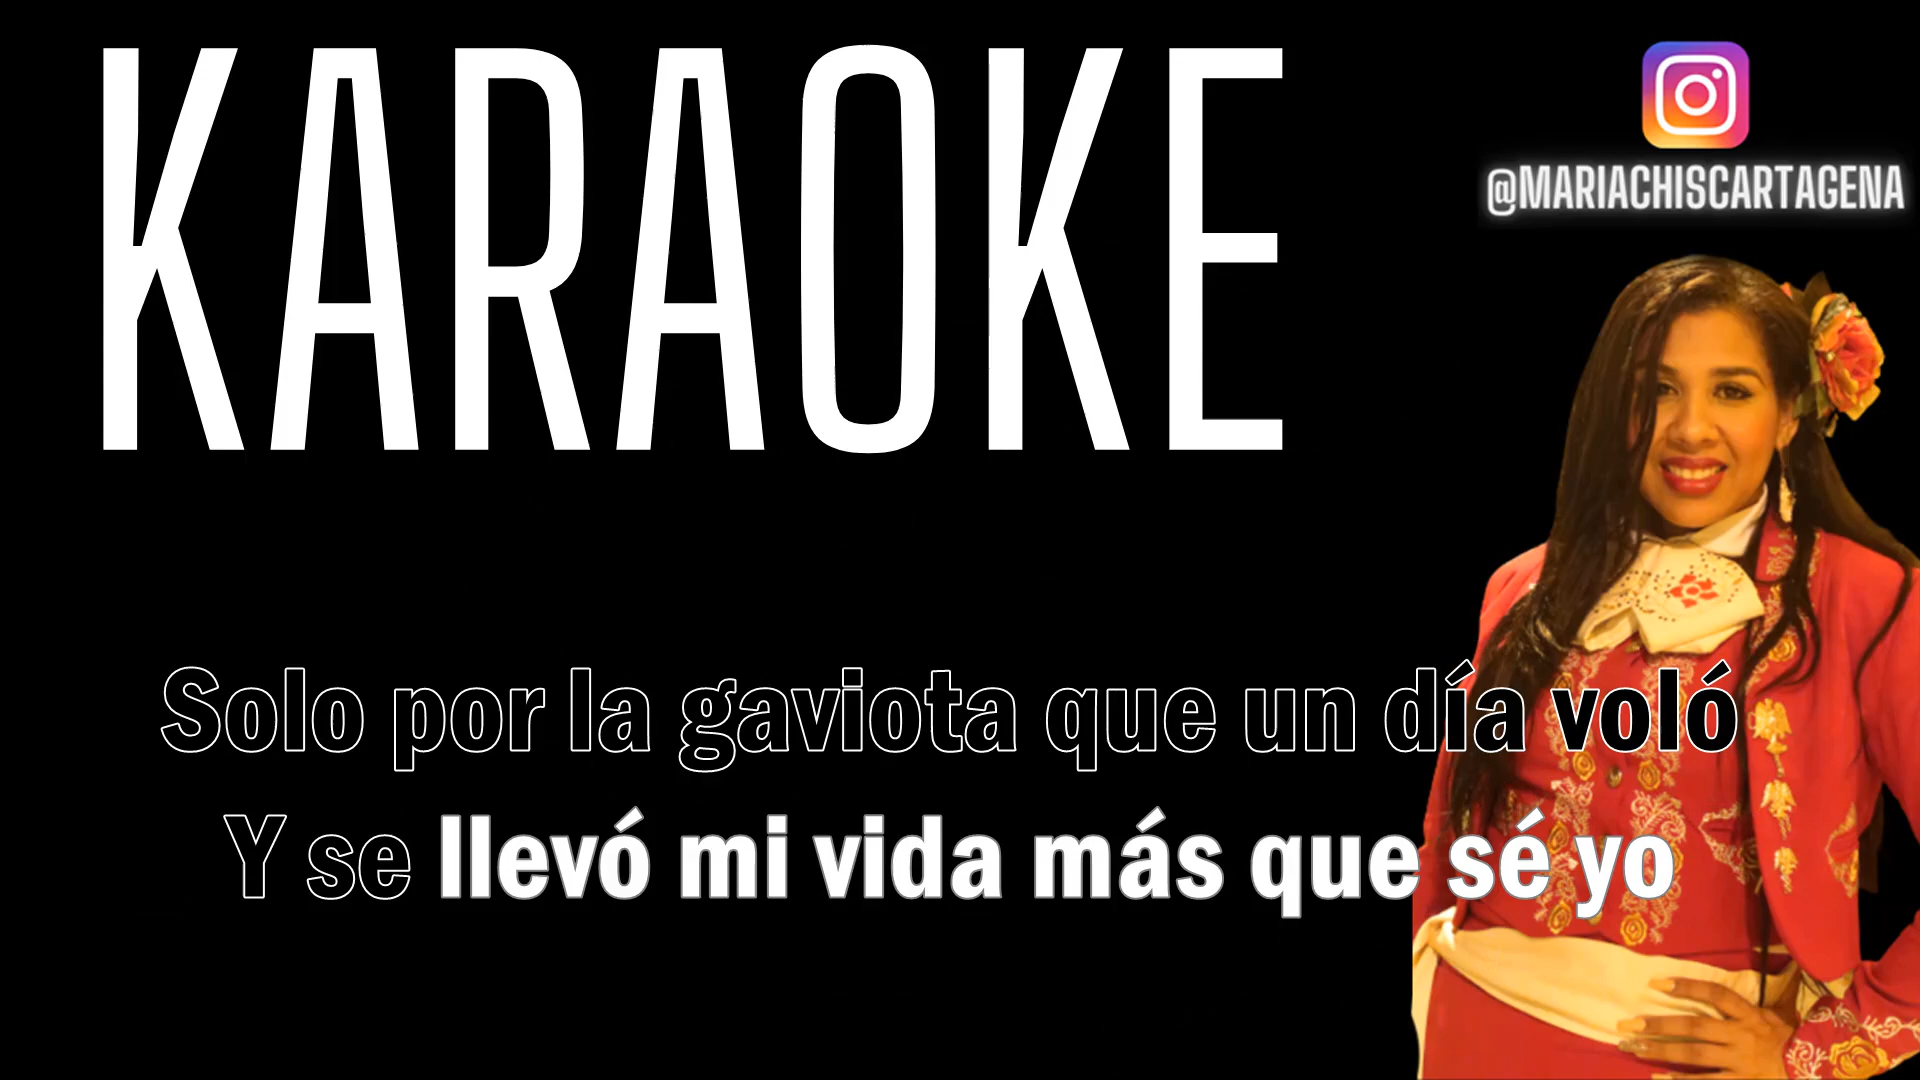 KARAOKE
@MARIACHISCARTAGENA
Solo por la gaviota que un día voló
Y se llevó mi vida más que sé yo